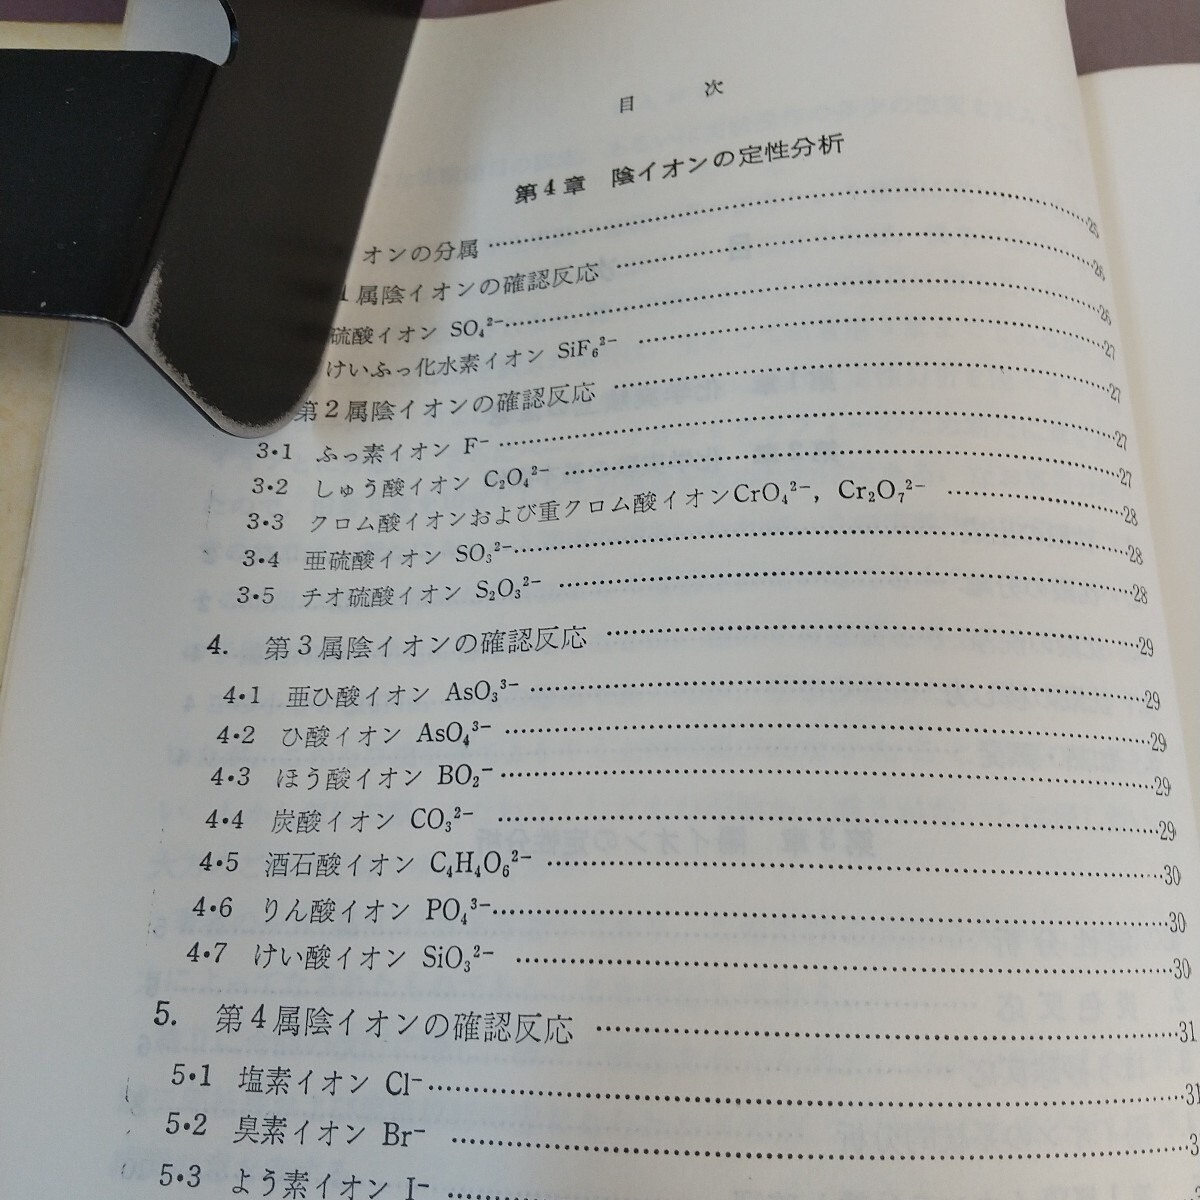 目 次
第4章 陰イオンの定性分析
オンの分属 25
1属陰イオンの確認反応 26
硫酸イオン SO₄²⁻ 26
けいふっ化水素イオン SiF₆²⁻ 27
第2属陰イオンの確認反応 27
3・1 ふっ素イオン F⁻ 27
3・2 しゅう酸イオン C₂O₄²⁻ 27
3・3 クロム酸イオンおよび重クロム酸イオンCrO₄²⁻, Cr₂O₇²⁻ 28
3・4 亜硫酸イオン SO₃²⁻ 28
3・5 チオ硫酸イオン S₂O₃²⁻ 28
4. 第3属陰イオンの確認反応 29
4・1 亜ひ酸イオン AsO₃³⁻ 29
4・2 ひ酸イオン AsO₄³⁻ 29
4・3 ほう酸イオン BO₂⁻ 29
4・4 炭酸イオン CO₃²⁻ 29
4・5 酒石酸イオン C₄H₄O₆²⁻ 30
4・6 りん酸イオン PO₄³⁻ 30
4・7 けい酸イオン SiO₃²⁻ 30
5. 第4属陰イオンの確認反応 31
5・1 塩素イオン Cl⁻ 31
5・2 臭素イオン Br⁻ 3
5・3 よう素イオン I⁻